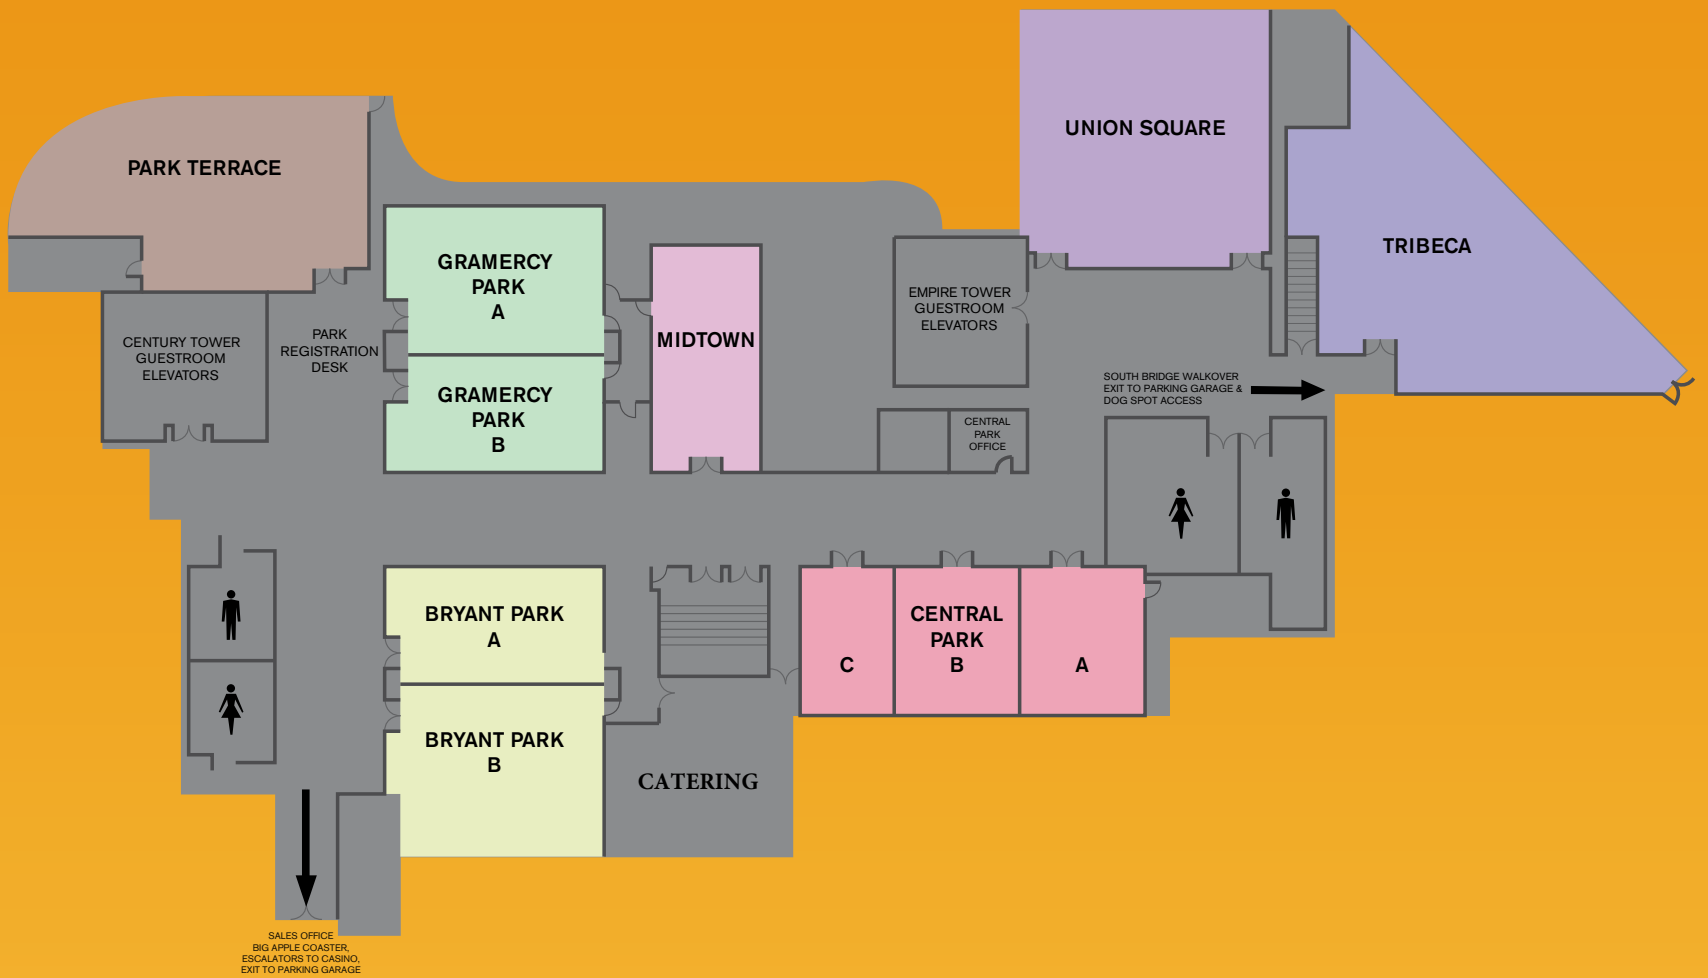 UNION SQUARE
PARK TERRACE
TRIBECA
GRAMERCY
PARK
A
MIDTOWN
EMPIRE TOWER
GUESTROOM
ELEVATORS
CENTURY TOWER
GUESTROOM
ELEVATORS
PARK
REGISTRATION
DESK
GRAMERCY
PARK
B
SOUTH BRIDGE WALKOVER
EXIT TO PARKING GARAGE &
DOG SPOT ACCESS
CENTRAL
PARK
OFFICE
BRYANT PARK
A
CENTRAL
PARK
C
B
A
BRYANT PARK
B
CATERING
SALES OFFICE
BIG APPLE COASTER,
ESCALATORS TO CASINO,
EXIT TO PARKING GARAGE